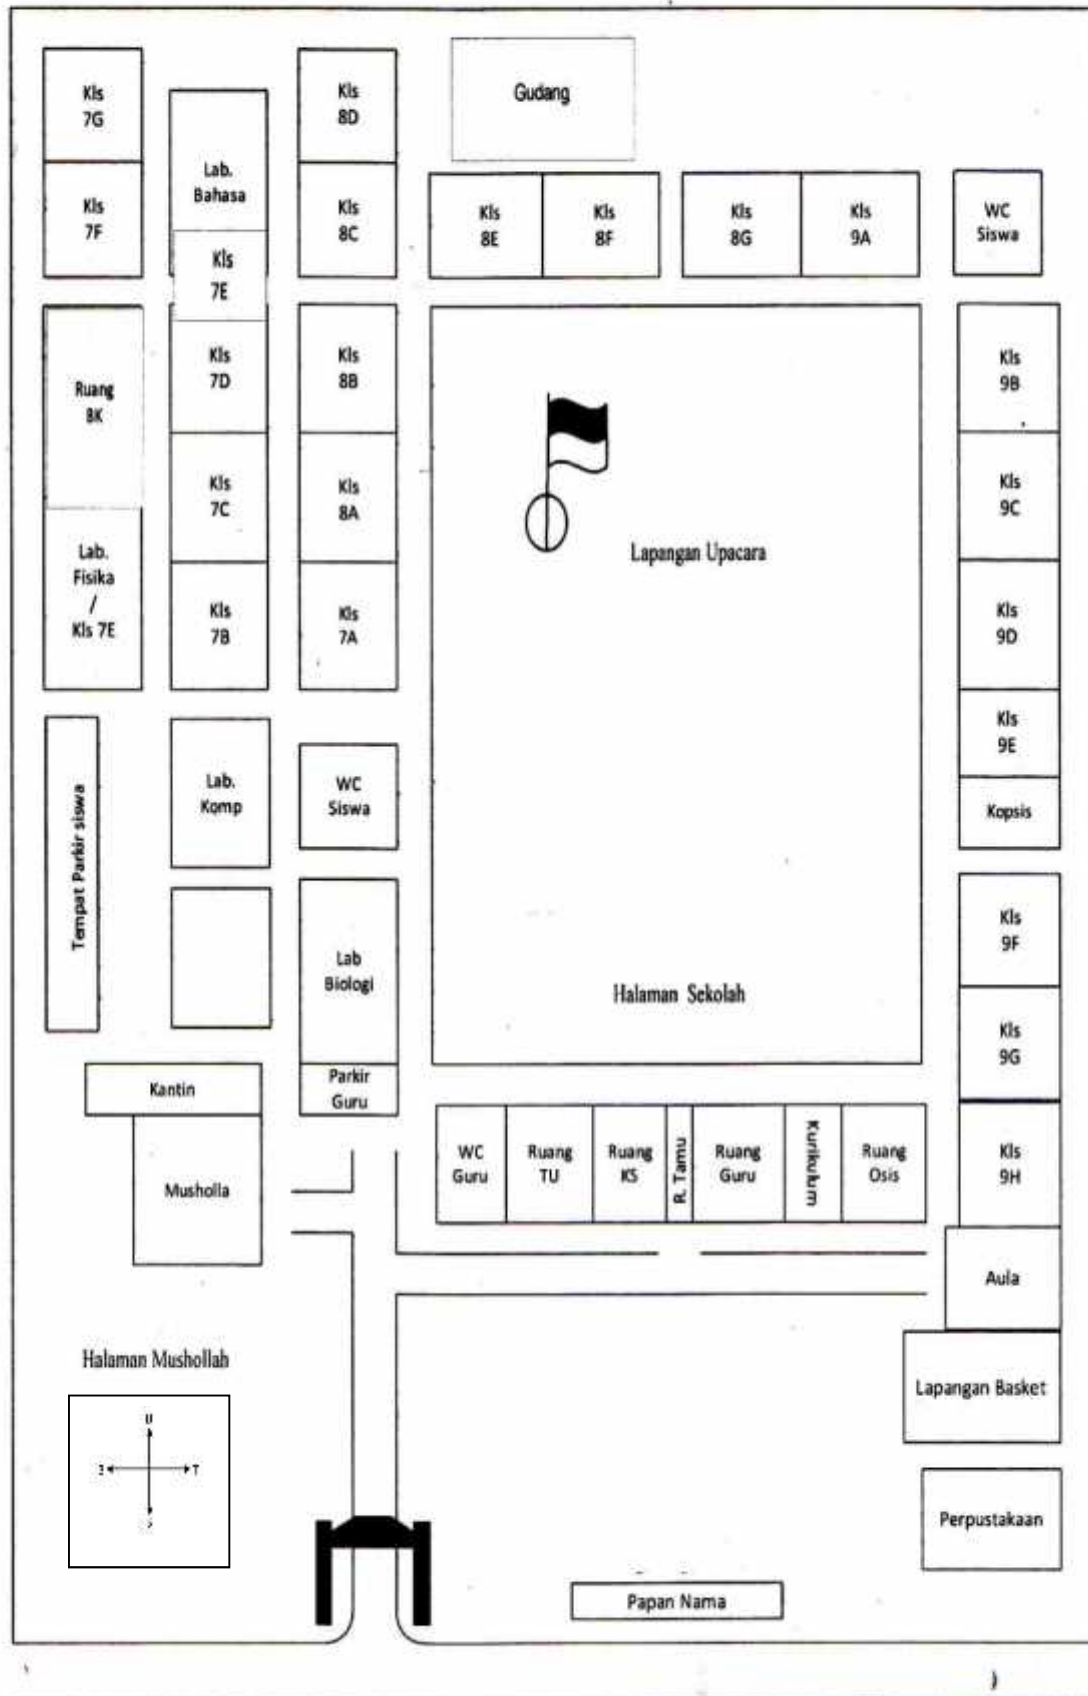 Kls
7G
Kls
7F
Lab.
Bahasa
Kls
7E
Kls
8D
Kls
8C
Gudang
Kls
8E
Kls
8F
Kls
8G
Kls
9A
WC
Siswa
Ruang
BK
Lab.
Fisika
/
Kls 7E
Kls
7D
Kls
7C
Kls
7B
Kls
8B
Kls
8A
Kls
7A
Lapangan Upacara
Halaman Sekolah
Kls
9B
Kls
9C
Kls
9D
Kls
9E
Kopsis
Kls
9F
Kls
9G
Kls
9H
Tempat Parkir siswa
Lab.
Komp
WC
Siswa
Lab
Biologi
Parkir
Guru
Kantin
Musholla
WC
Guru
Ruang
TU
Ruang
KS
R. Tamu
Ruang
Guru
Kurikulum
Ruang
Osis
Aula
Lapangan Basket
Perpustakaan
Halaman Mushollah
U
T
Papan Nama